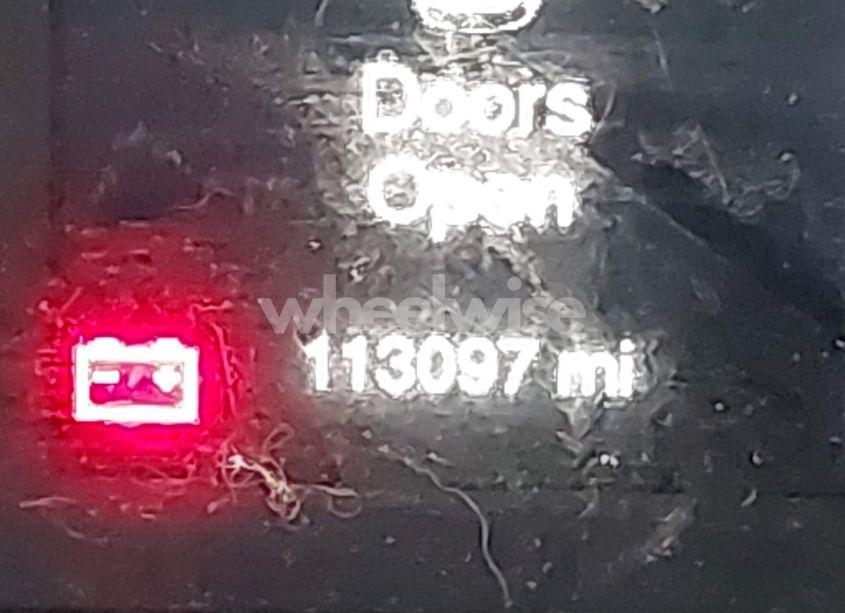 Doors
Open
wheelwise
113097 mi